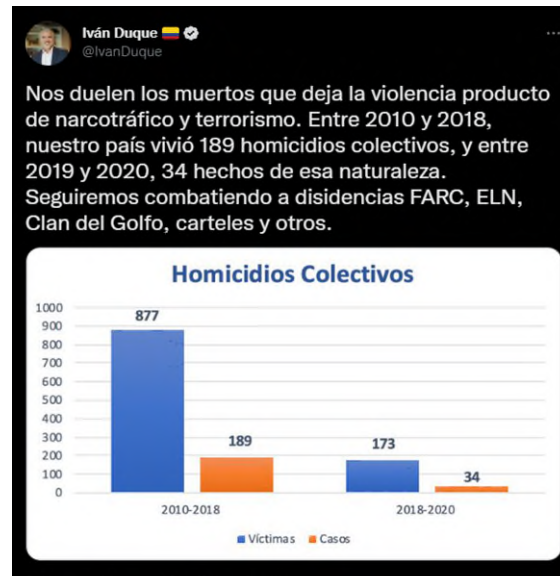 Iván Duque
@IvanDuque
Nos duelen los muertos que deja la violencia producto
de narcotráfico y terrorismo. Entre 2010 y 2018,
nuestro país vivió 189 homicidios colectivos, y entre
2019 y 2020, 34 hechos de esa naturaleza.
Seguiremos combatiendo a disidencias FARC, ELN,
Clan del Golfo, carteles y otros.
Homicidios Colectivos
1000
900
800
700
600
500
400
300
200
100
0
877
189
173
34
2010-2018
2018-2020
Víctimas
Casos